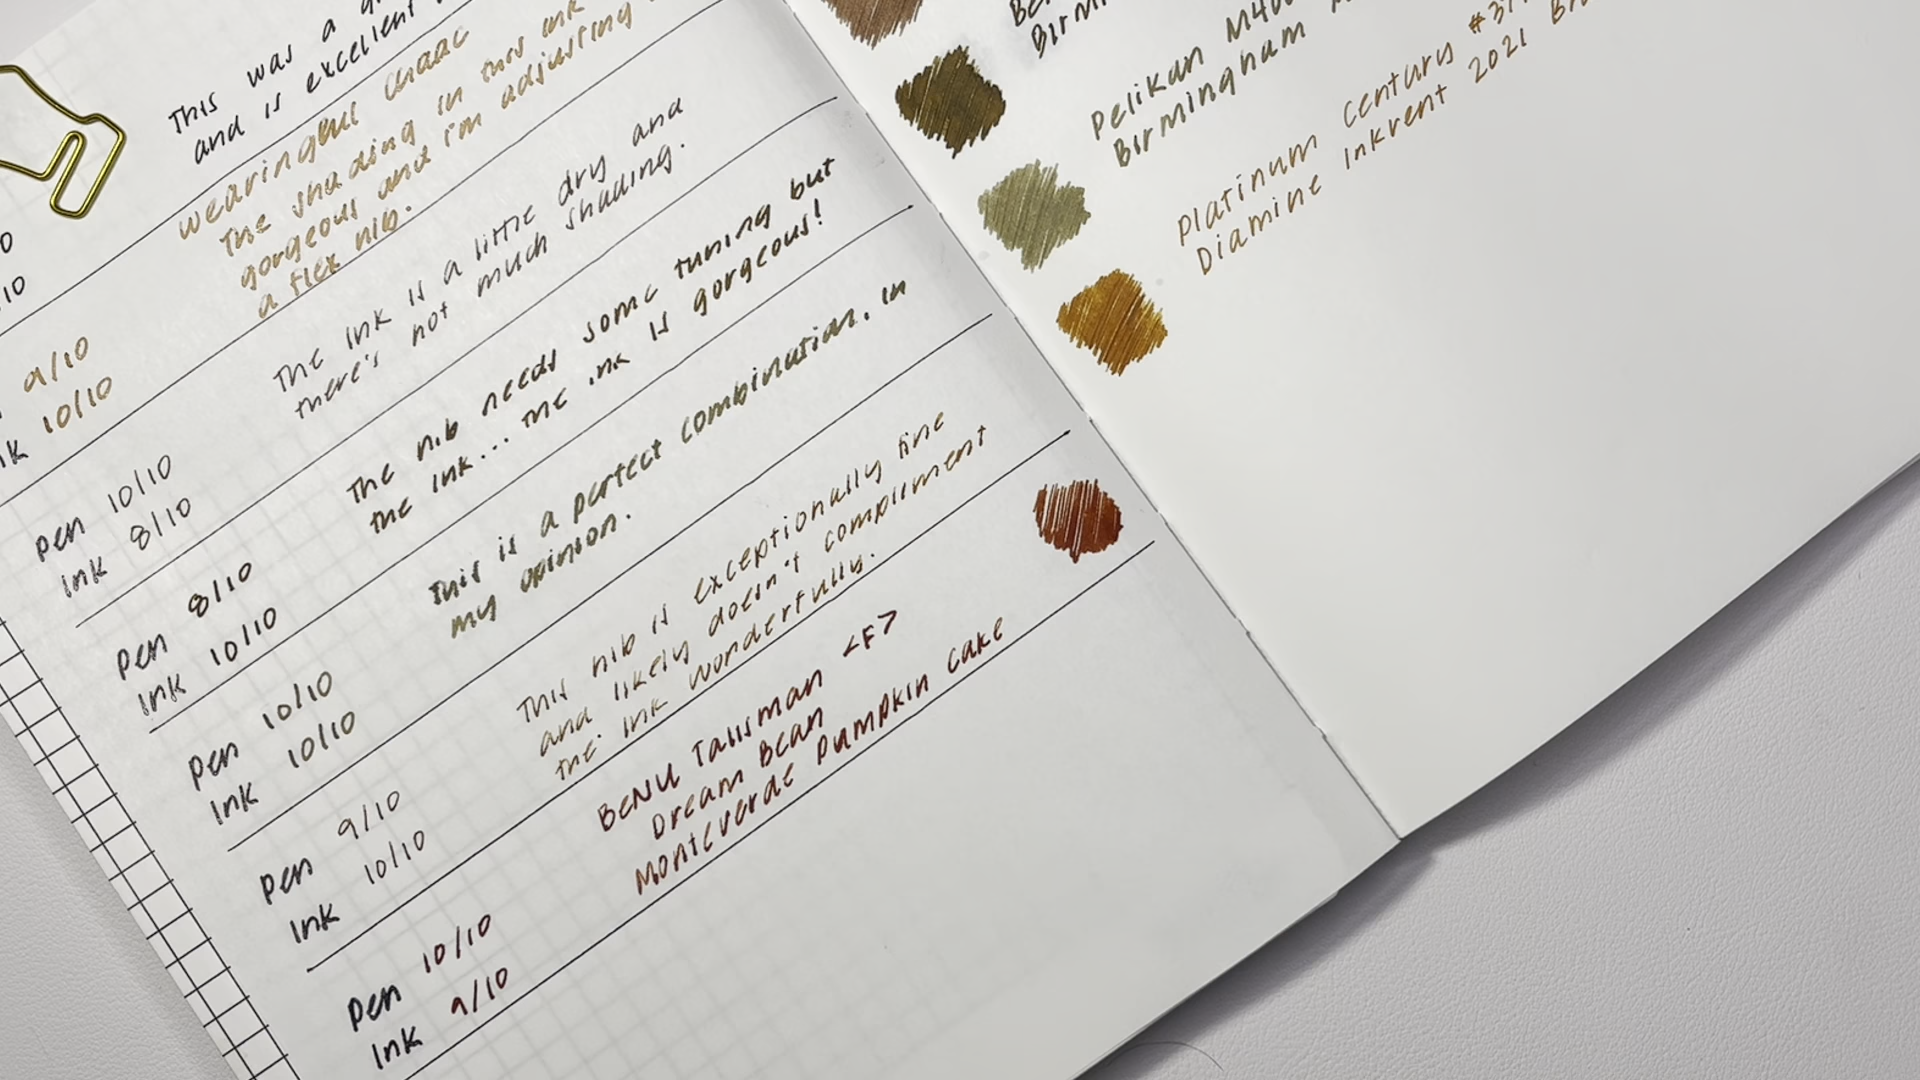 This was a
and is excellent
wearingeul
The shading in this ink
gorgeous and i'm adjusting
a flex nib.
9/10
10/10
The ink is a little dry and
there's not much shading.
Pen 10/10
Ink 8/10
The nib needs some tuning but
the ink... the ink is gorgeous!
Pen 8/10
Ink 10/10
This is a perfect combination, in
my opinion.
Pen 10/10
Ink 10/10
This nib is exceptionally fine
and likely doesn't complement
the ink wonderfully.
Pen 9/10
Ink 10/10
BENU Talisman <F>
Dream Bean
Monteverde Pumpkin Cake
Pen 10/10
Ink 9/10
Pelikan
Birmingham
Platinum Century
Diamine Inkvent 2021